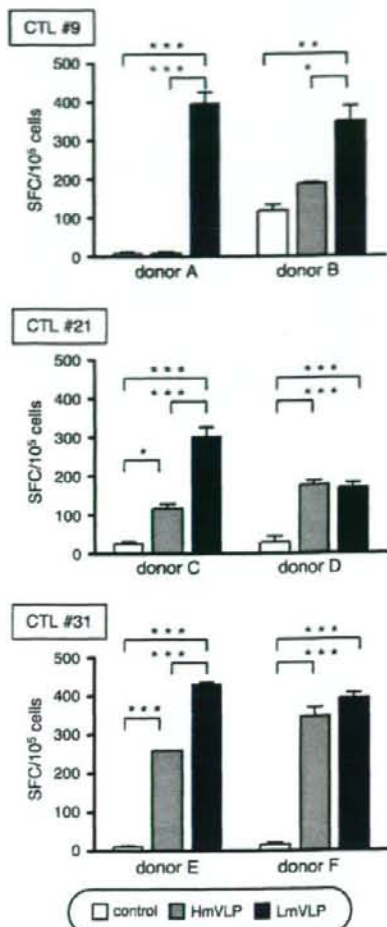 CTL #9
* * *
* *
* * *
*
500
400
300
200
100
0
SFC/10⁵ cells
donor A
donor B
CTL #21
* * *
* * *
* * *
* * *
*
500
400
300
200
100
0
SFC/10⁵ cells
donor C
donor D
CTL #31
* * *
* * *
* * *
* * *
* * *
500
400
300
200
100
0
SFC/10⁵ cells
donor E
donor F
control
HmVLP
LmVLP